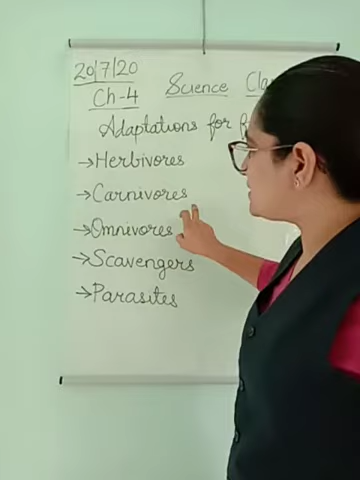 20/7/20
Science
Ch-4
Adaptations for
→Herbivores
→Carnivores
→Omnivores
→Scavengers
→Parasites